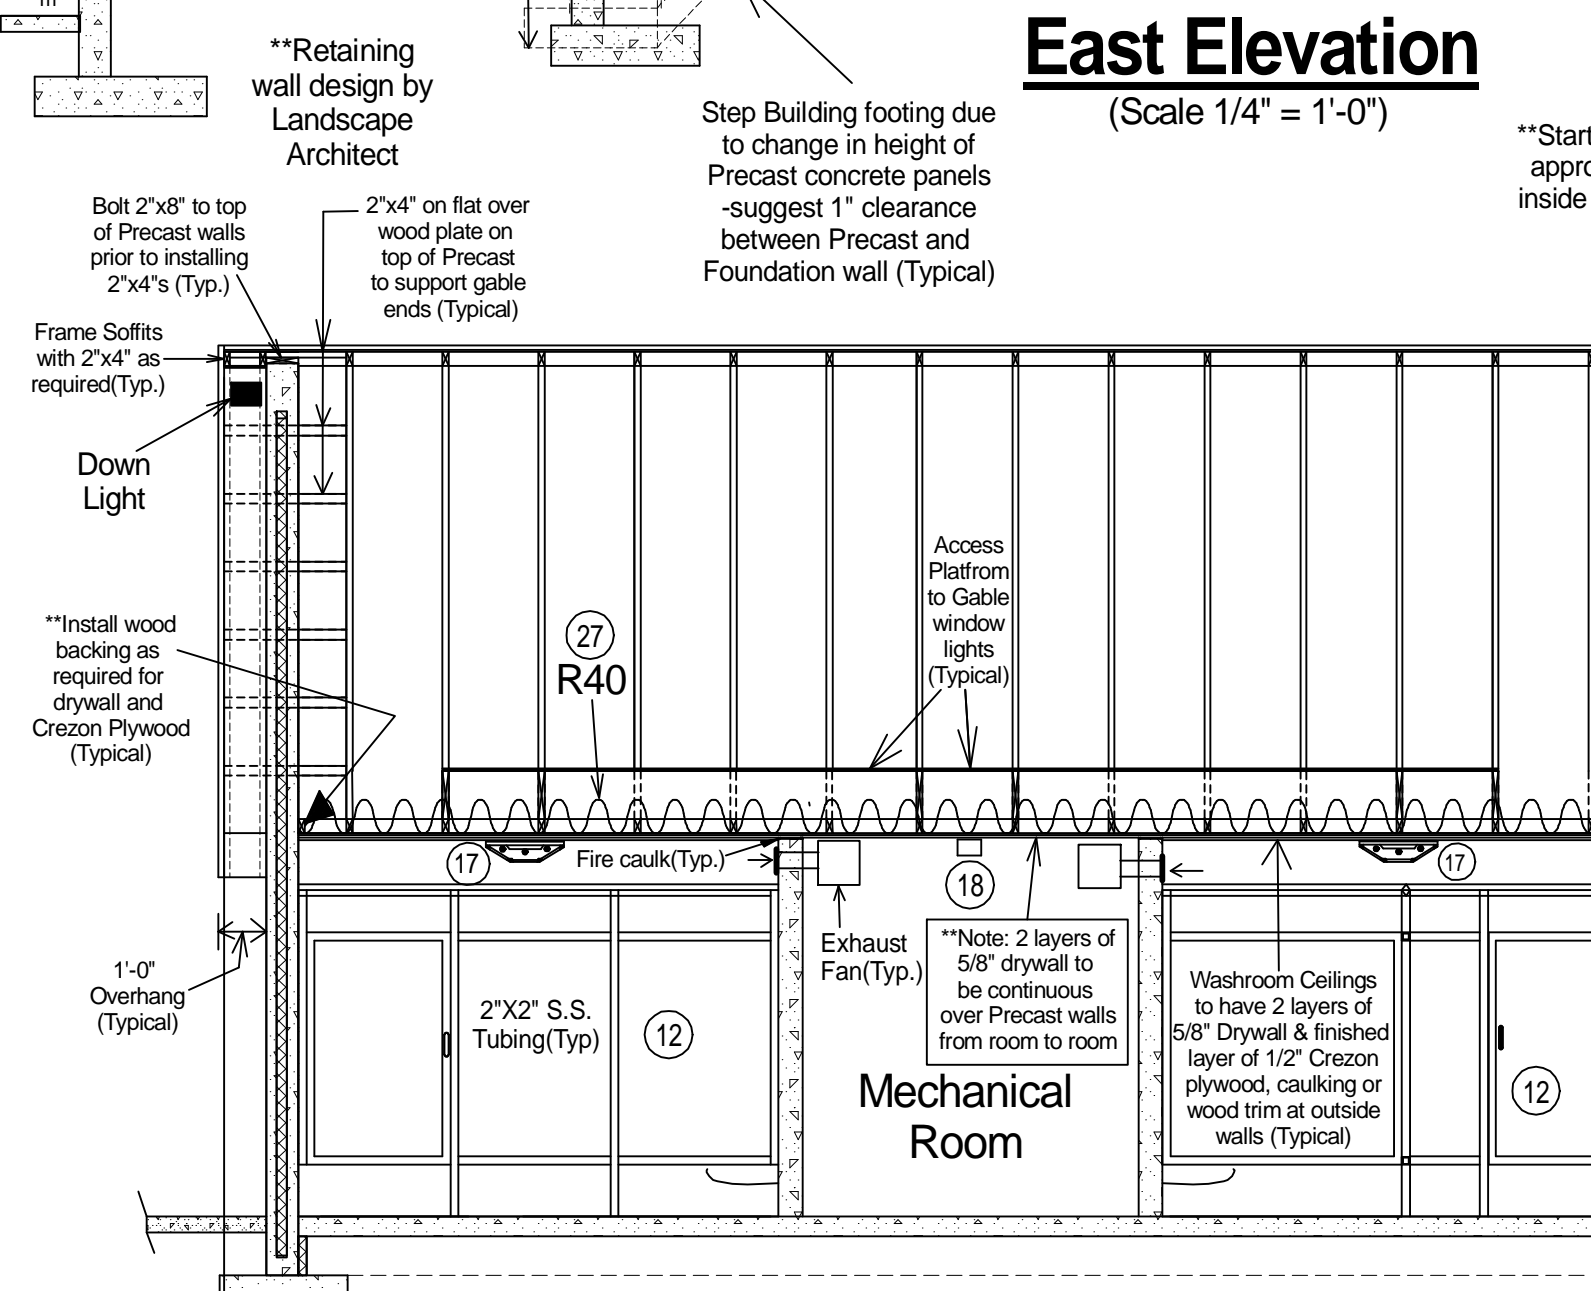 **Retaining
wall design by
Landscape
Architect
Step Building footing due
to change in height of
Precast concrete panels
-suggest 1" clearance
between Precast and
Foundation wall (Typical)
East Elevation
(Scale 1/4" = 1'-0")
**Start
inside
Bolt 2"x8" to top
of Precast walls
prior to installing
2"x4"s (Typ.)
2"x4" on flat over
wood plate on
top of Precast
to support gable
ends (Typical)
Frame Soffits
with 2"x4" as
required(Typ.)
Down
Light
**Install wood
backing as
required for
drywall and
Crezon Plywood
(Typical)
27
R40
Access
Platfrom
to Gable
window
lights
(Typical)
17
Fire caulk(Typ.)
18
17
1'-0"
Overhang
(Typical)
2"X2" S.S.
Tubing(Typ)
12
Exhaust
Fan(Typ.)
**Note: 2 layers of
5/8" drywall to
be continuous
over Precast walls
from room to room
Mechanical
Room
Washroom Ceilings
to have 2 layers of
5/8" Drywall & finished
layer of 1/2" Crezon
plywood, caulking or
wood trim at outside
walls (Typical)
12